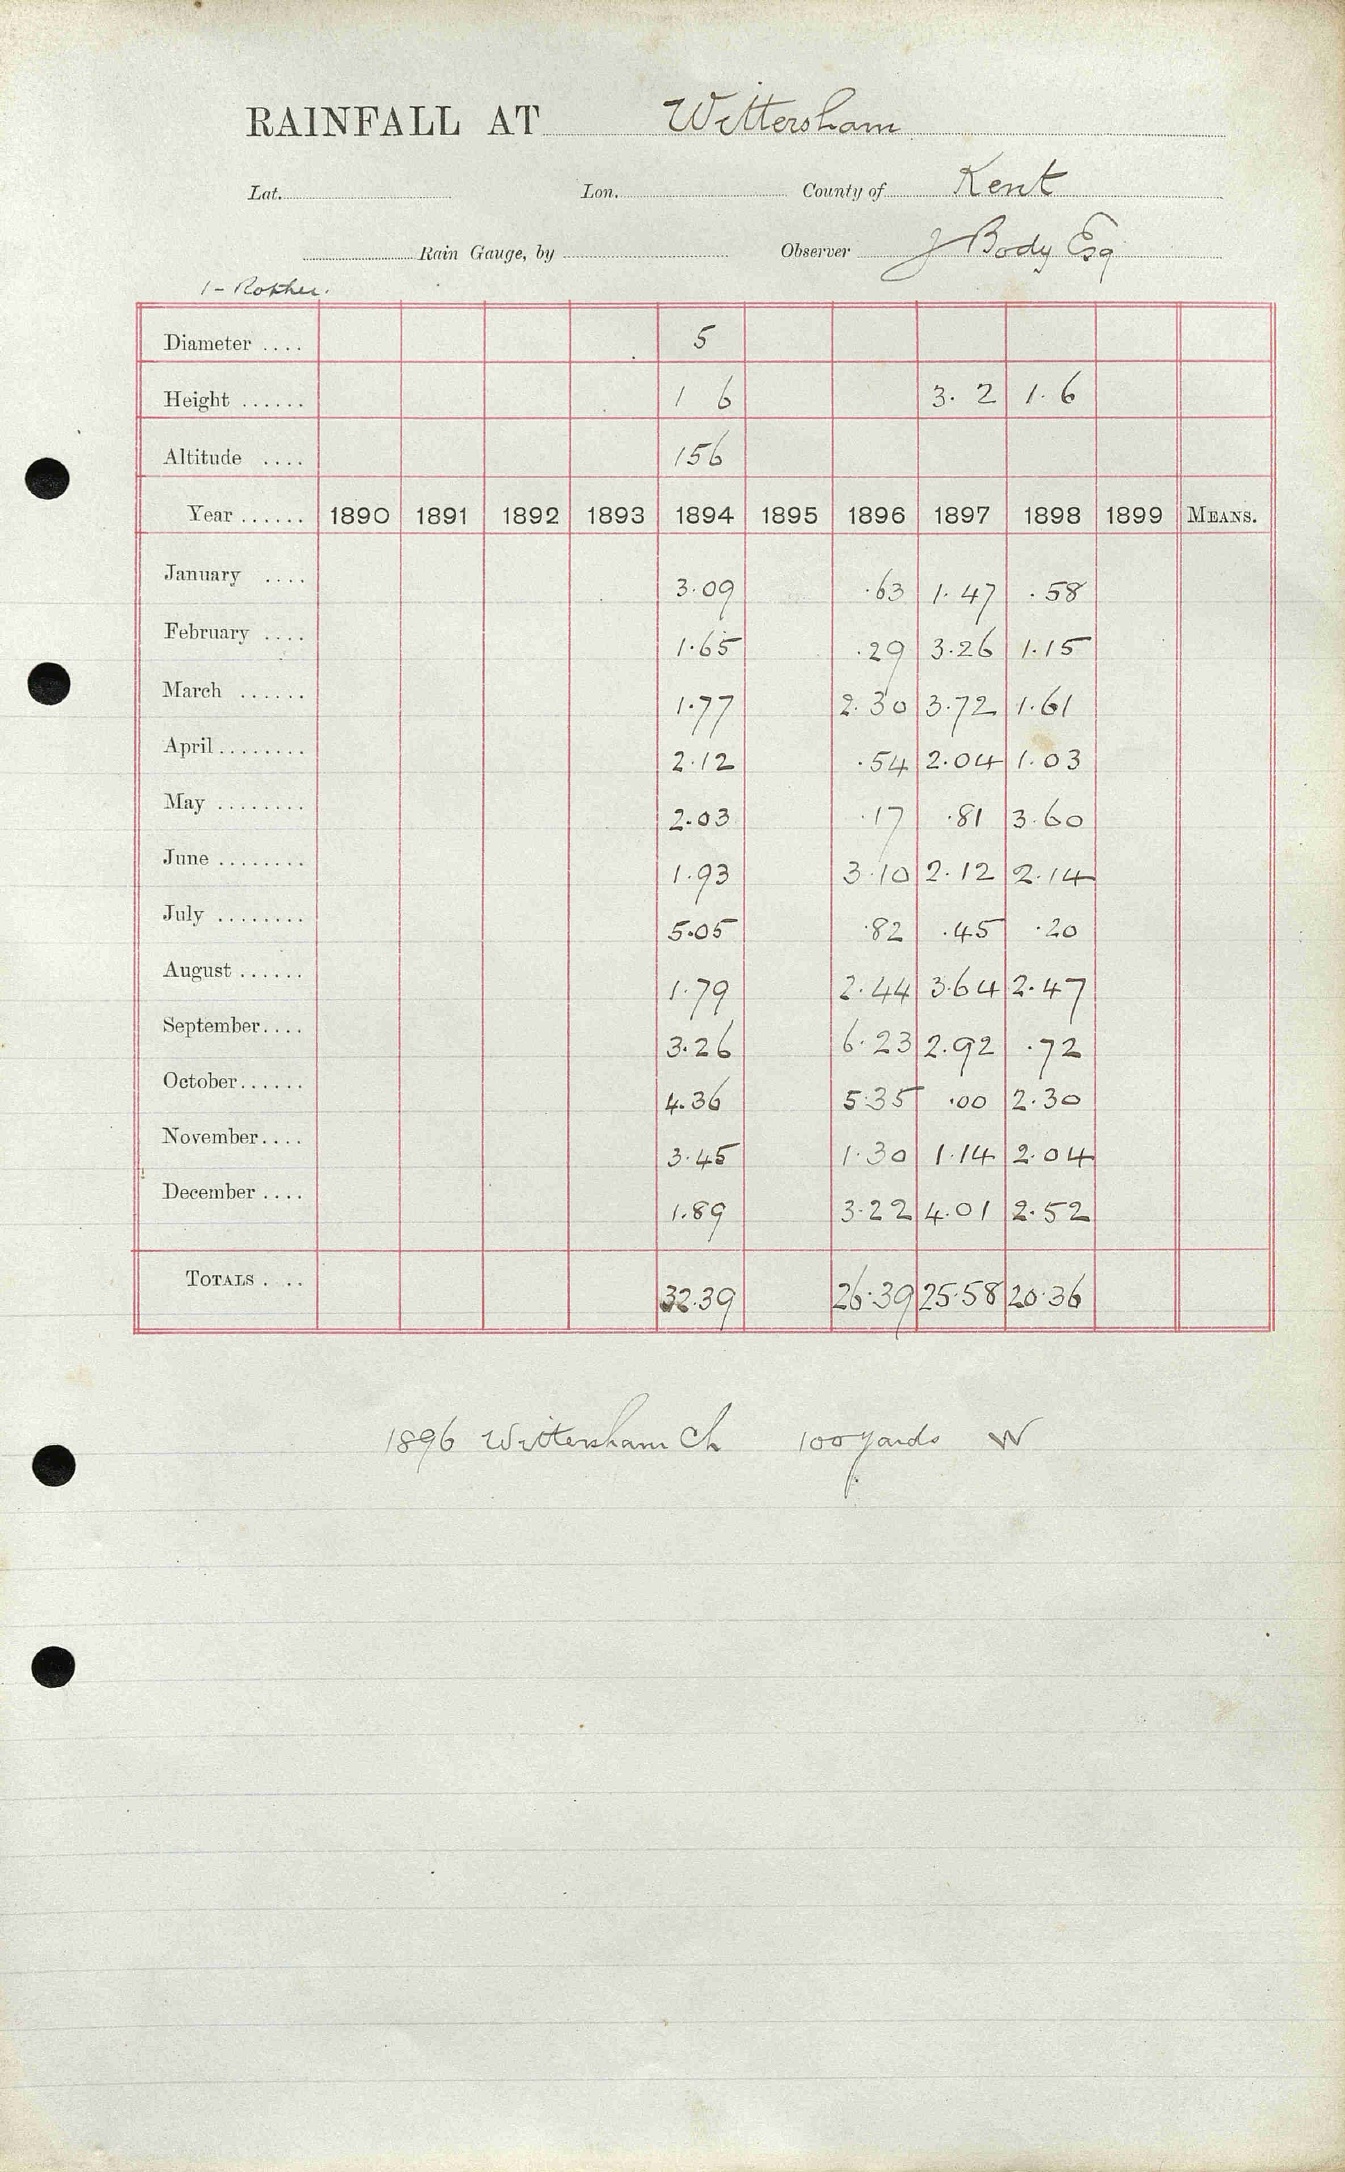 RAINFALL AT Wittersham
Lat. Lon. County of Kent
Rain Gauge, by Observer J Body Esq
1 - Rother.
Diameter .... 5
Height ...... 1 6 3. 2 1. 6
Altitude .... 156
Year ...... 1890 1891 1892 1893 1894 1895 1896 1897 1898 1899 MEANS.
January .... 3.09 .63 1.47 .58
February .... 1.65 .29 3.26 1.15
March ...... 1.77 2.30 3.72 1.61
April ........ 2.12 .54 2.04 1.03
May ........ 2.03 .17 .81 3.60
June ........ 1.93 3.10 2.12 2.14
July ........ 5.05 .82 .45 .20
August ...... 1.79 2.44 3.64 2.47
September.... 3.26 6.23 2.92 .72
October...... 4.36 5.35 .00 2.30
November.... 3.45 1.30 1.14 2.04
December .... 1.89 3.22 4.01 2.52
TOTALS . .. 32.39 26.39 25.58 20.36
1896 Wittersham Ch 100 yards W